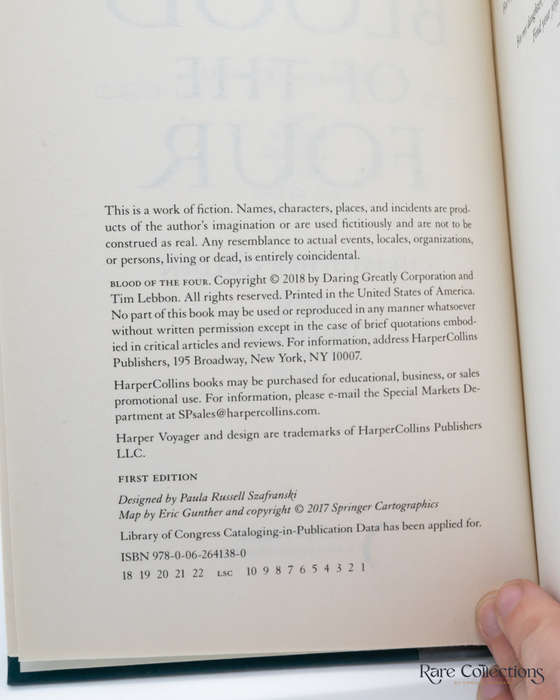 BLOOD
OF THE
FOUR
This is a work of fiction. Names, characters, places, and incidents are prod-
ucts of the author's imagination or are used fictitiously and are not to be
construed as real. Any resemblance to actual events, locales, organizations,
or persons, living or dead, is entirely coincidental.
BLOOD OF THE FOUR. Copyright © 2018 by Daring Greatly Corporation and
Tim Lebbon. All rights reserved. Printed in the United States of America.
No part of this book may be used or reproduced in any manner whatsoever
without written permission except in the case of brief quotations embod-
ied in critical articles and reviews. For information, address HarperCollins
Publishers, 195 Broadway, New York, NY 10007.
HarperCollins books may be purchased for educational, business, or sales
promotional use. For information, please e-mail the Special Markets De-
partment at SPsales@harpercollins.com.
Harper Voyager and design are trademarks of HarperCollins Publishers
LLC.
FIRST EDITION
Designed by Paula Russell Szafranski
Map by Eric Gunther and copyright © 2017 Springer Cartographics
Library of Congress Cataloging-in-Publication Data has been applied for.
ISBN 978-0-06-264138-0
18 19 20 21 22 LSC 10 9 8 7 6 5 4 3 2 1
Rare Collections